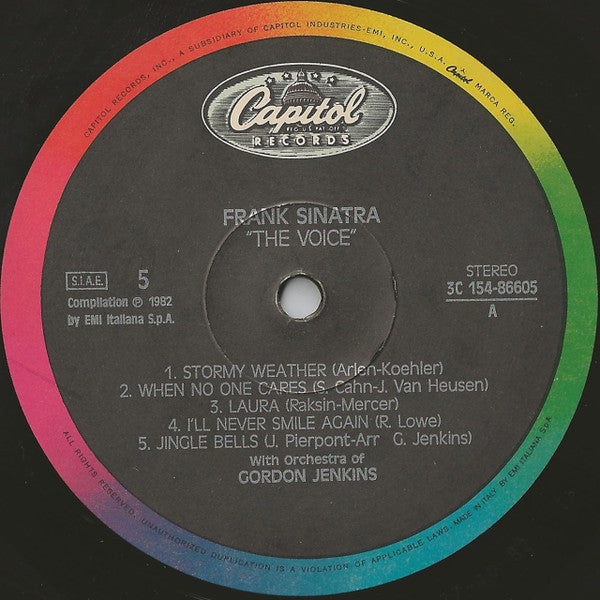 CAPITOL RECORDS, INC., A SUBSIDIARY OF CAPITOL INDUSTRIES-EMI, INC., U.S.A. Capitol MARCA REG.
Capitol
REG. U.S. PAT. OFF.
RECORDS
FRANK SINATRA
"THE VOICE"
S.I.A.E. 5
Compilation ℗ 1982
by EMI Italiana S.p.A.
STEREO
3C 154-86605
A
1. STORMY WEATHER (Arlen-Koehler)
2. WHEN NO ONE CARES (S. Cahn-J. Van Heusen)
3. LAURA (Raksin-Mercer)
4. I'LL NEVER SMILE AGAIN (R. Lowe)
5. JINGLE BELLS (J. Pierpont-Arr G. Jenkins)
With Orchestra of
GORDON JENKINS
ALL RIGHTS RESERVED. UNAUTHORIZED DUPLICATION IS A VIOLATION OF APPLICABLE LAWS - MADE IN ITALY BY EMI ITALIANA S.p.A.